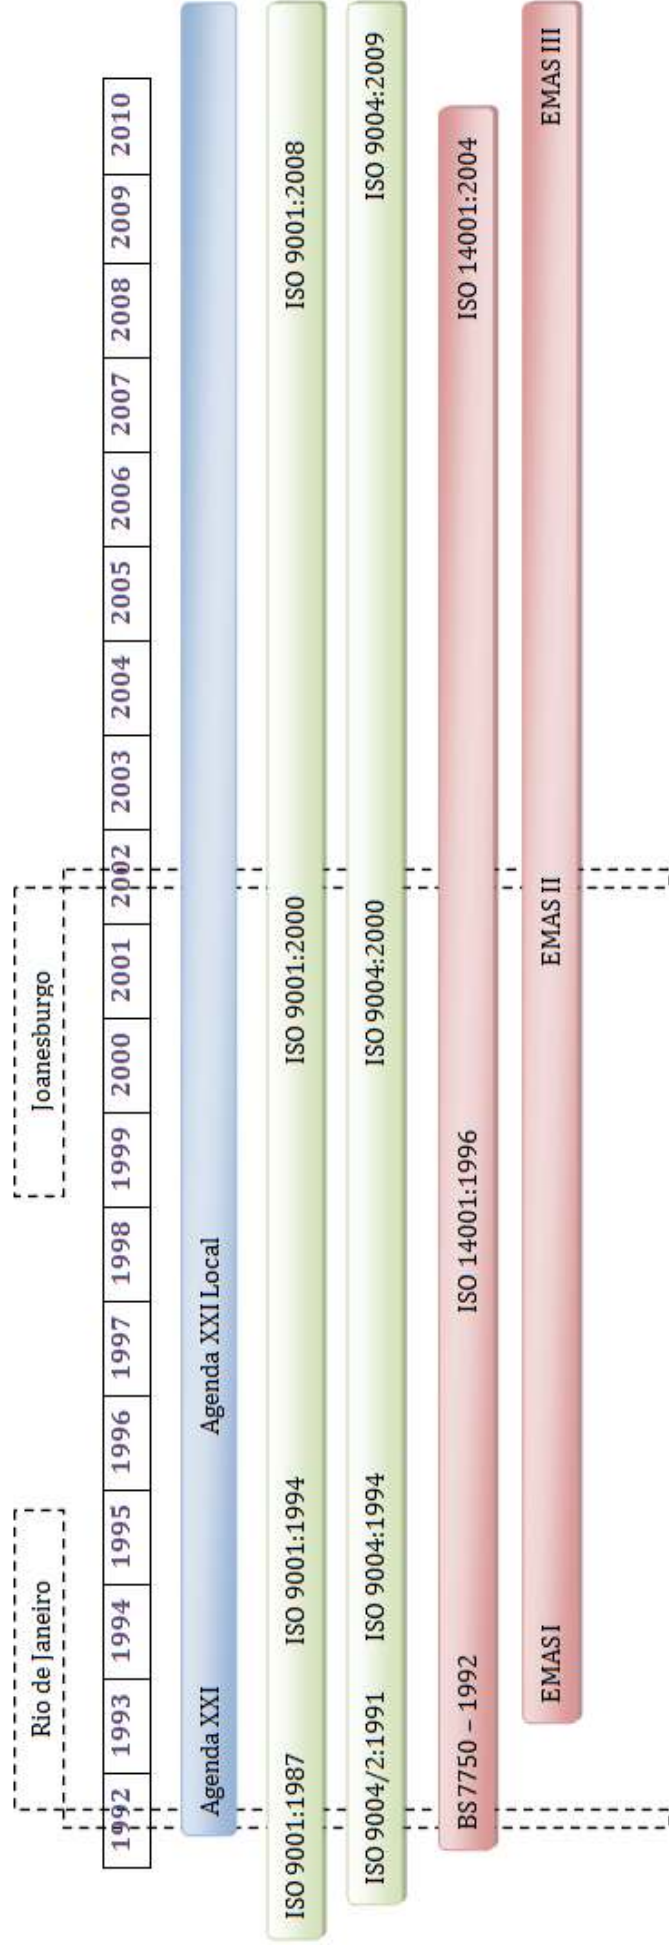 Rio de Janeiro
Joanesburgo
1992
1993
1994
1995
1996
1997
1998
1999
2000
2001
2002
2003
2004
2005
2006
2007
2008
2009
2010
Agenda XXI
Agenda XXI Local
ISO 9001:1987
ISO 9001:1994
ISO 9001:2000
ISO 9001:2008
ISO 9004/2:1991
ISO 9004:1994
ISO 9004:2000
ISO 9004:2009
BS7750 – 1992
ISO 14001:1996
ISO 14001:2004
EMAS I
EMAS II
EMAS III